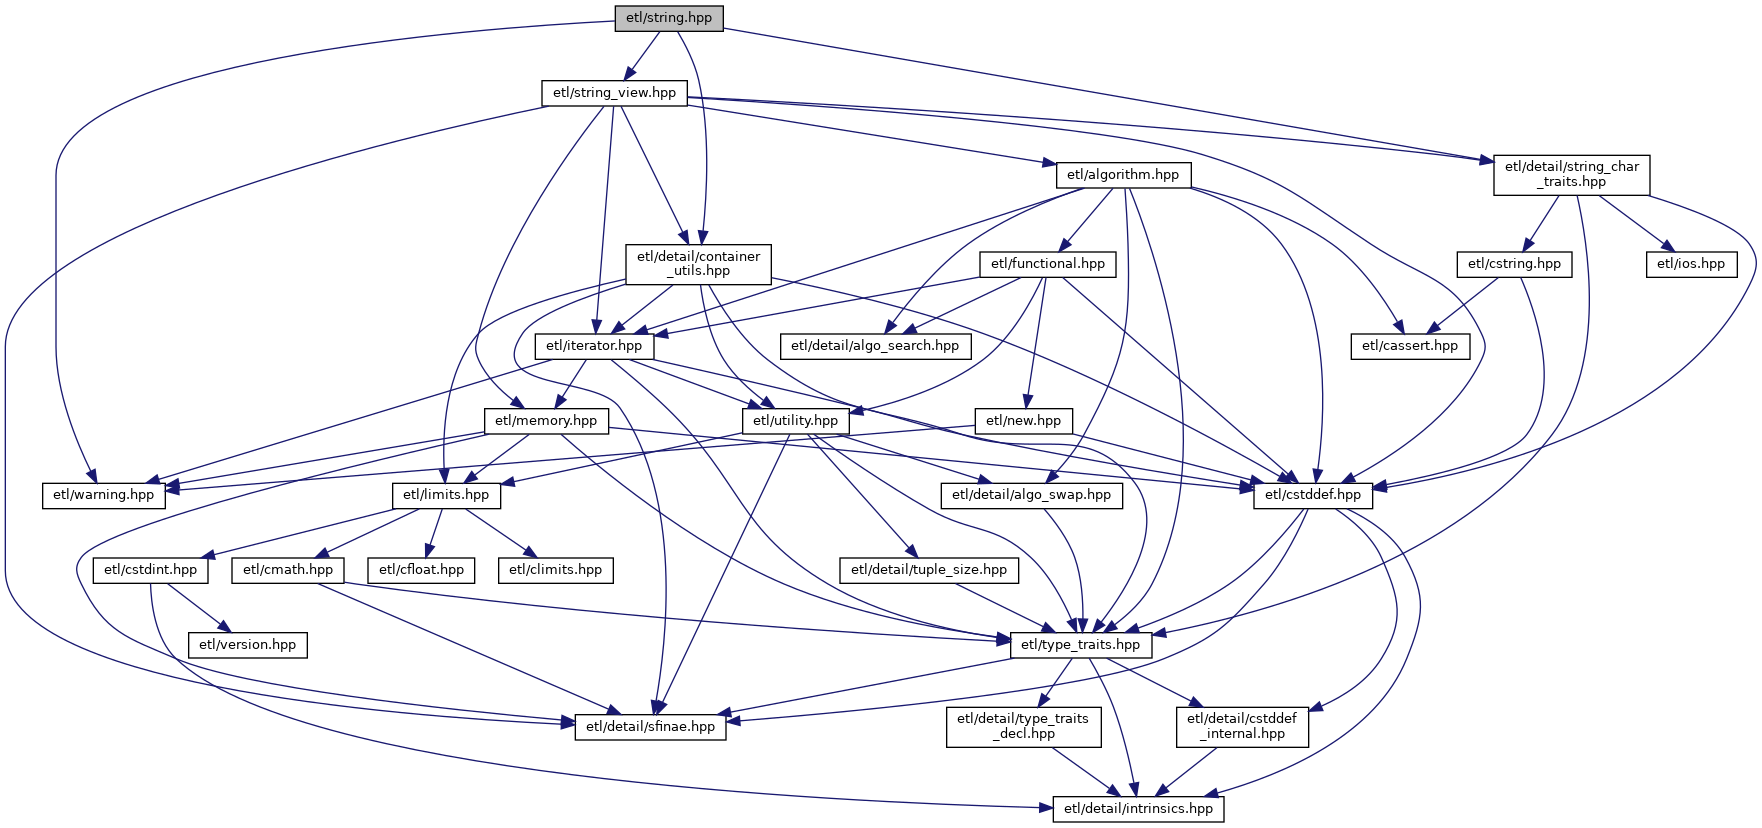 etl/string.hpp
etl/string_view.hpp
etl/algorithm.hpp
etl/detail/string_char
_traits.hpp
etl/detail/container
_utils.hpp
etl/functional.hpp
etl/cstring.hpp
etl/ios.hpp
etl/iterator.hpp
etl/detail/algo_search.hpp
etl/cassert.hpp
etl/memory.hpp
etl/utility.hpp
etl/new.hpp
etl/warning.hpp
etl/limits.hpp
etl/detail/algo_swap.hpp
etl/cstddef.hpp
etl/cstdint.hpp
etl/cmath.hpp
etl/cfloat.hpp
etl/climits.hpp
etl/detail/tuple_size.hpp
etl/version.hpp
etl/type_traits.hpp
etl/detail/sfinae.hpp
etl/detail/type_traits
_decl.hpp
etl/detail/cstddef
_internal.hpp
etl/detail/intrinsics.hpp